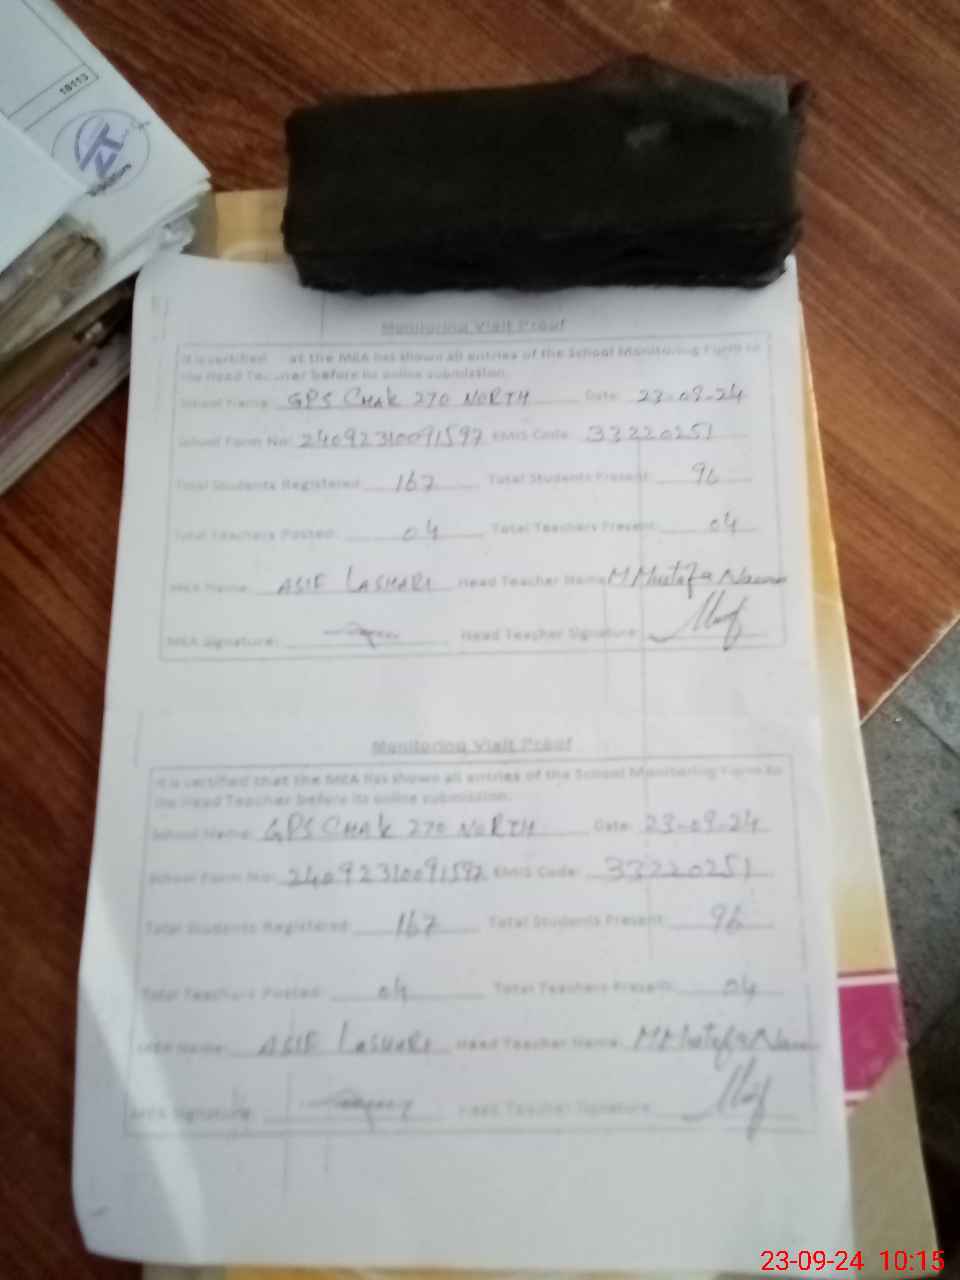 18113
Monitoring Visit Proof
It is certified at the MEA has shown all entries of the School Monitoring Form to
the Head Teacher before its online submission.
School Name: GPS CHAK 270 NORTH Date: 23-09-24
School Form No: 24092310091597 EMIS Code: 33220251
Total Students Registered: 167 Total Students Present: 96
Total Teachers Posted: 04 Total Teachers Present: 04
MEA Name: ASIF LASHARI Head Teacher Name: M Mustafa
MEA Signature: Head Teacher Signature:
Monitoring Visit Proof
It is certified that the MEA has shown all entries of the School Monitoring Form to
the Head Teacher before its online submission.
School Name: GPS CHAK 270 NORTH Date: 23-09-24
School Form No: 24092310091597 EMIS Code: 33220251
Total Students Registered: 167 Total Students Present: 96
Total Teachers Posted: 04 Total Teachers Present: 04
MEA Name: ASIF LASHARI Head Teacher Name: M Mustafa
MEA Signature: Head Teacher Signature:
23-09-24 10:15